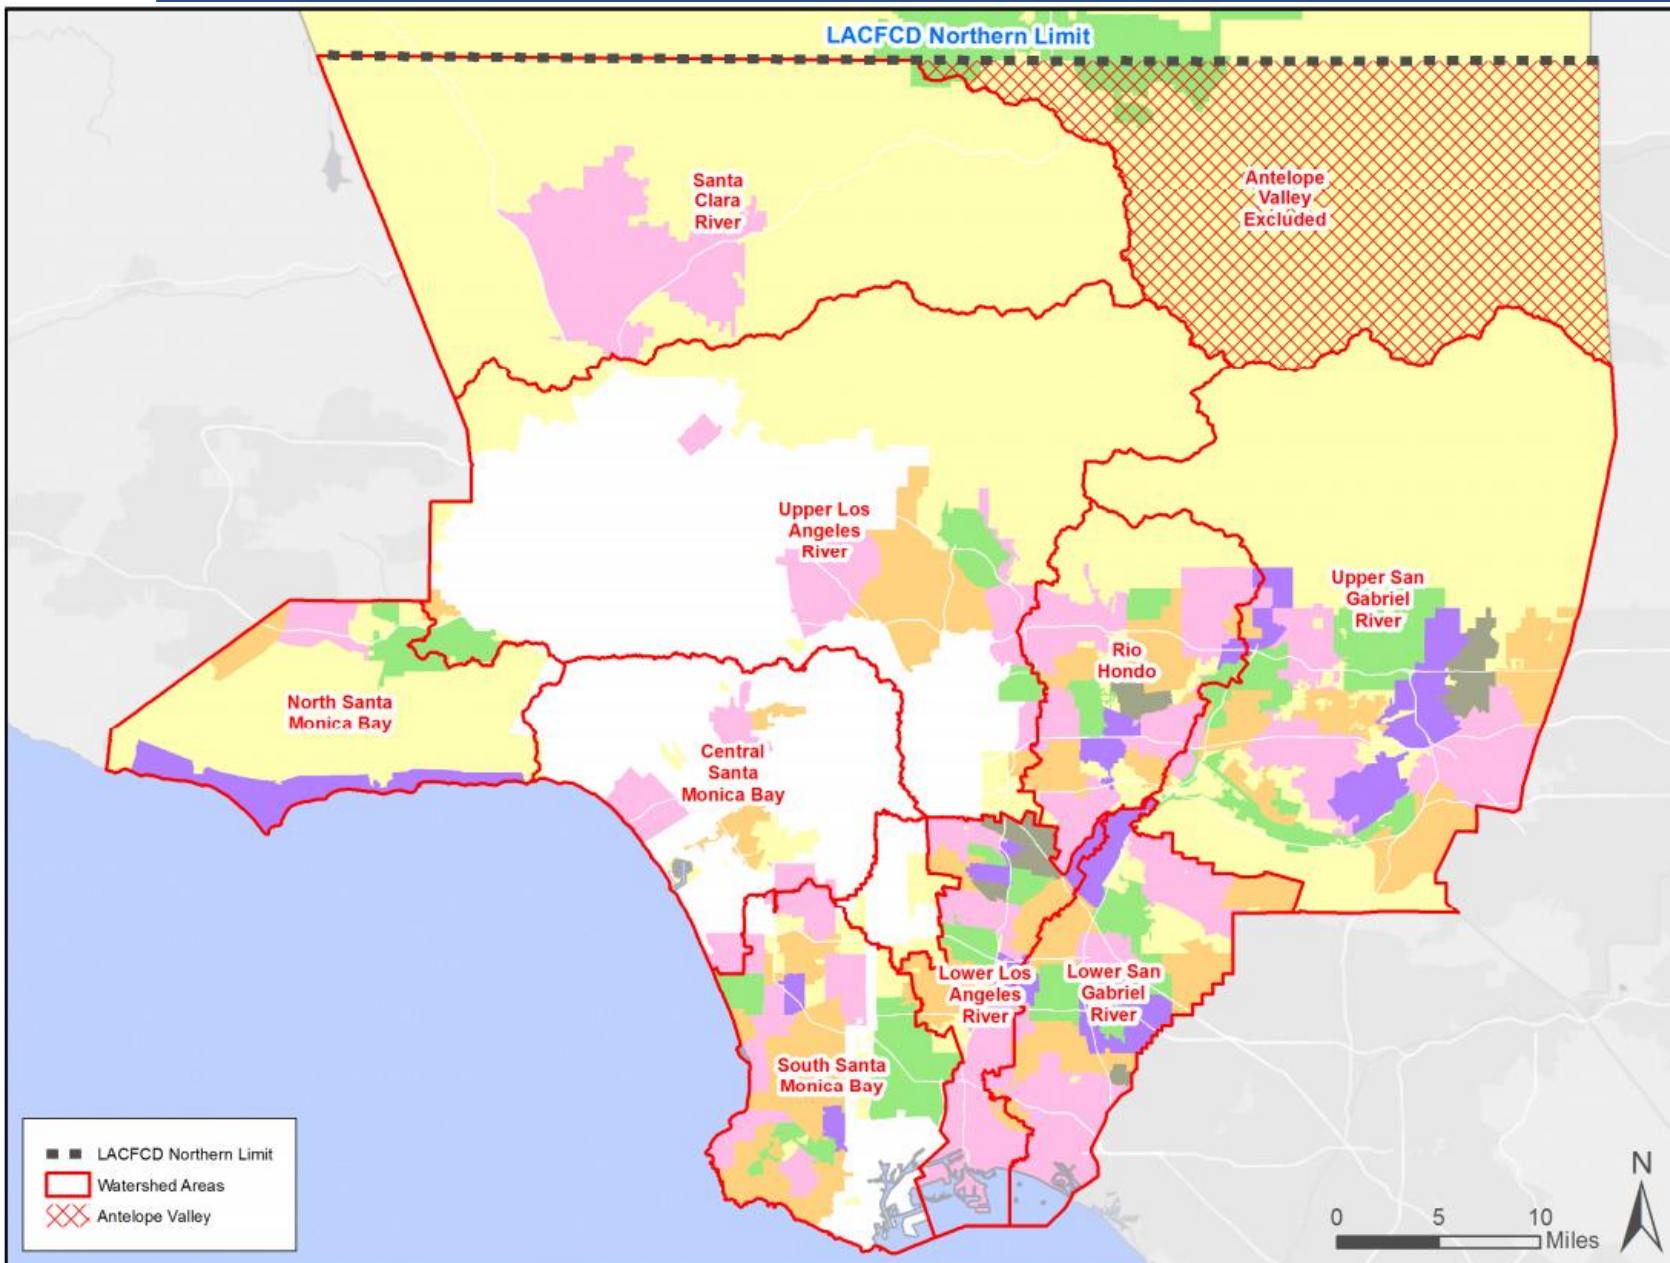 LACFCD Northern Limit
Santa
Clara
River
Antelope
Valley
Excluded
Upper Los
Angeles
River
Upper San
Gabriel
River
Rio
Hondo
North Santa
Monica Bay
Central
Santa
Monica Bay
Lower Los
Angeles
River
Lower San
Gabriel
River
South Santa
Monica Bay
LACFCD Northern Limit
Watershed Areas
Antelope Valley
N
0 5 10
Miles